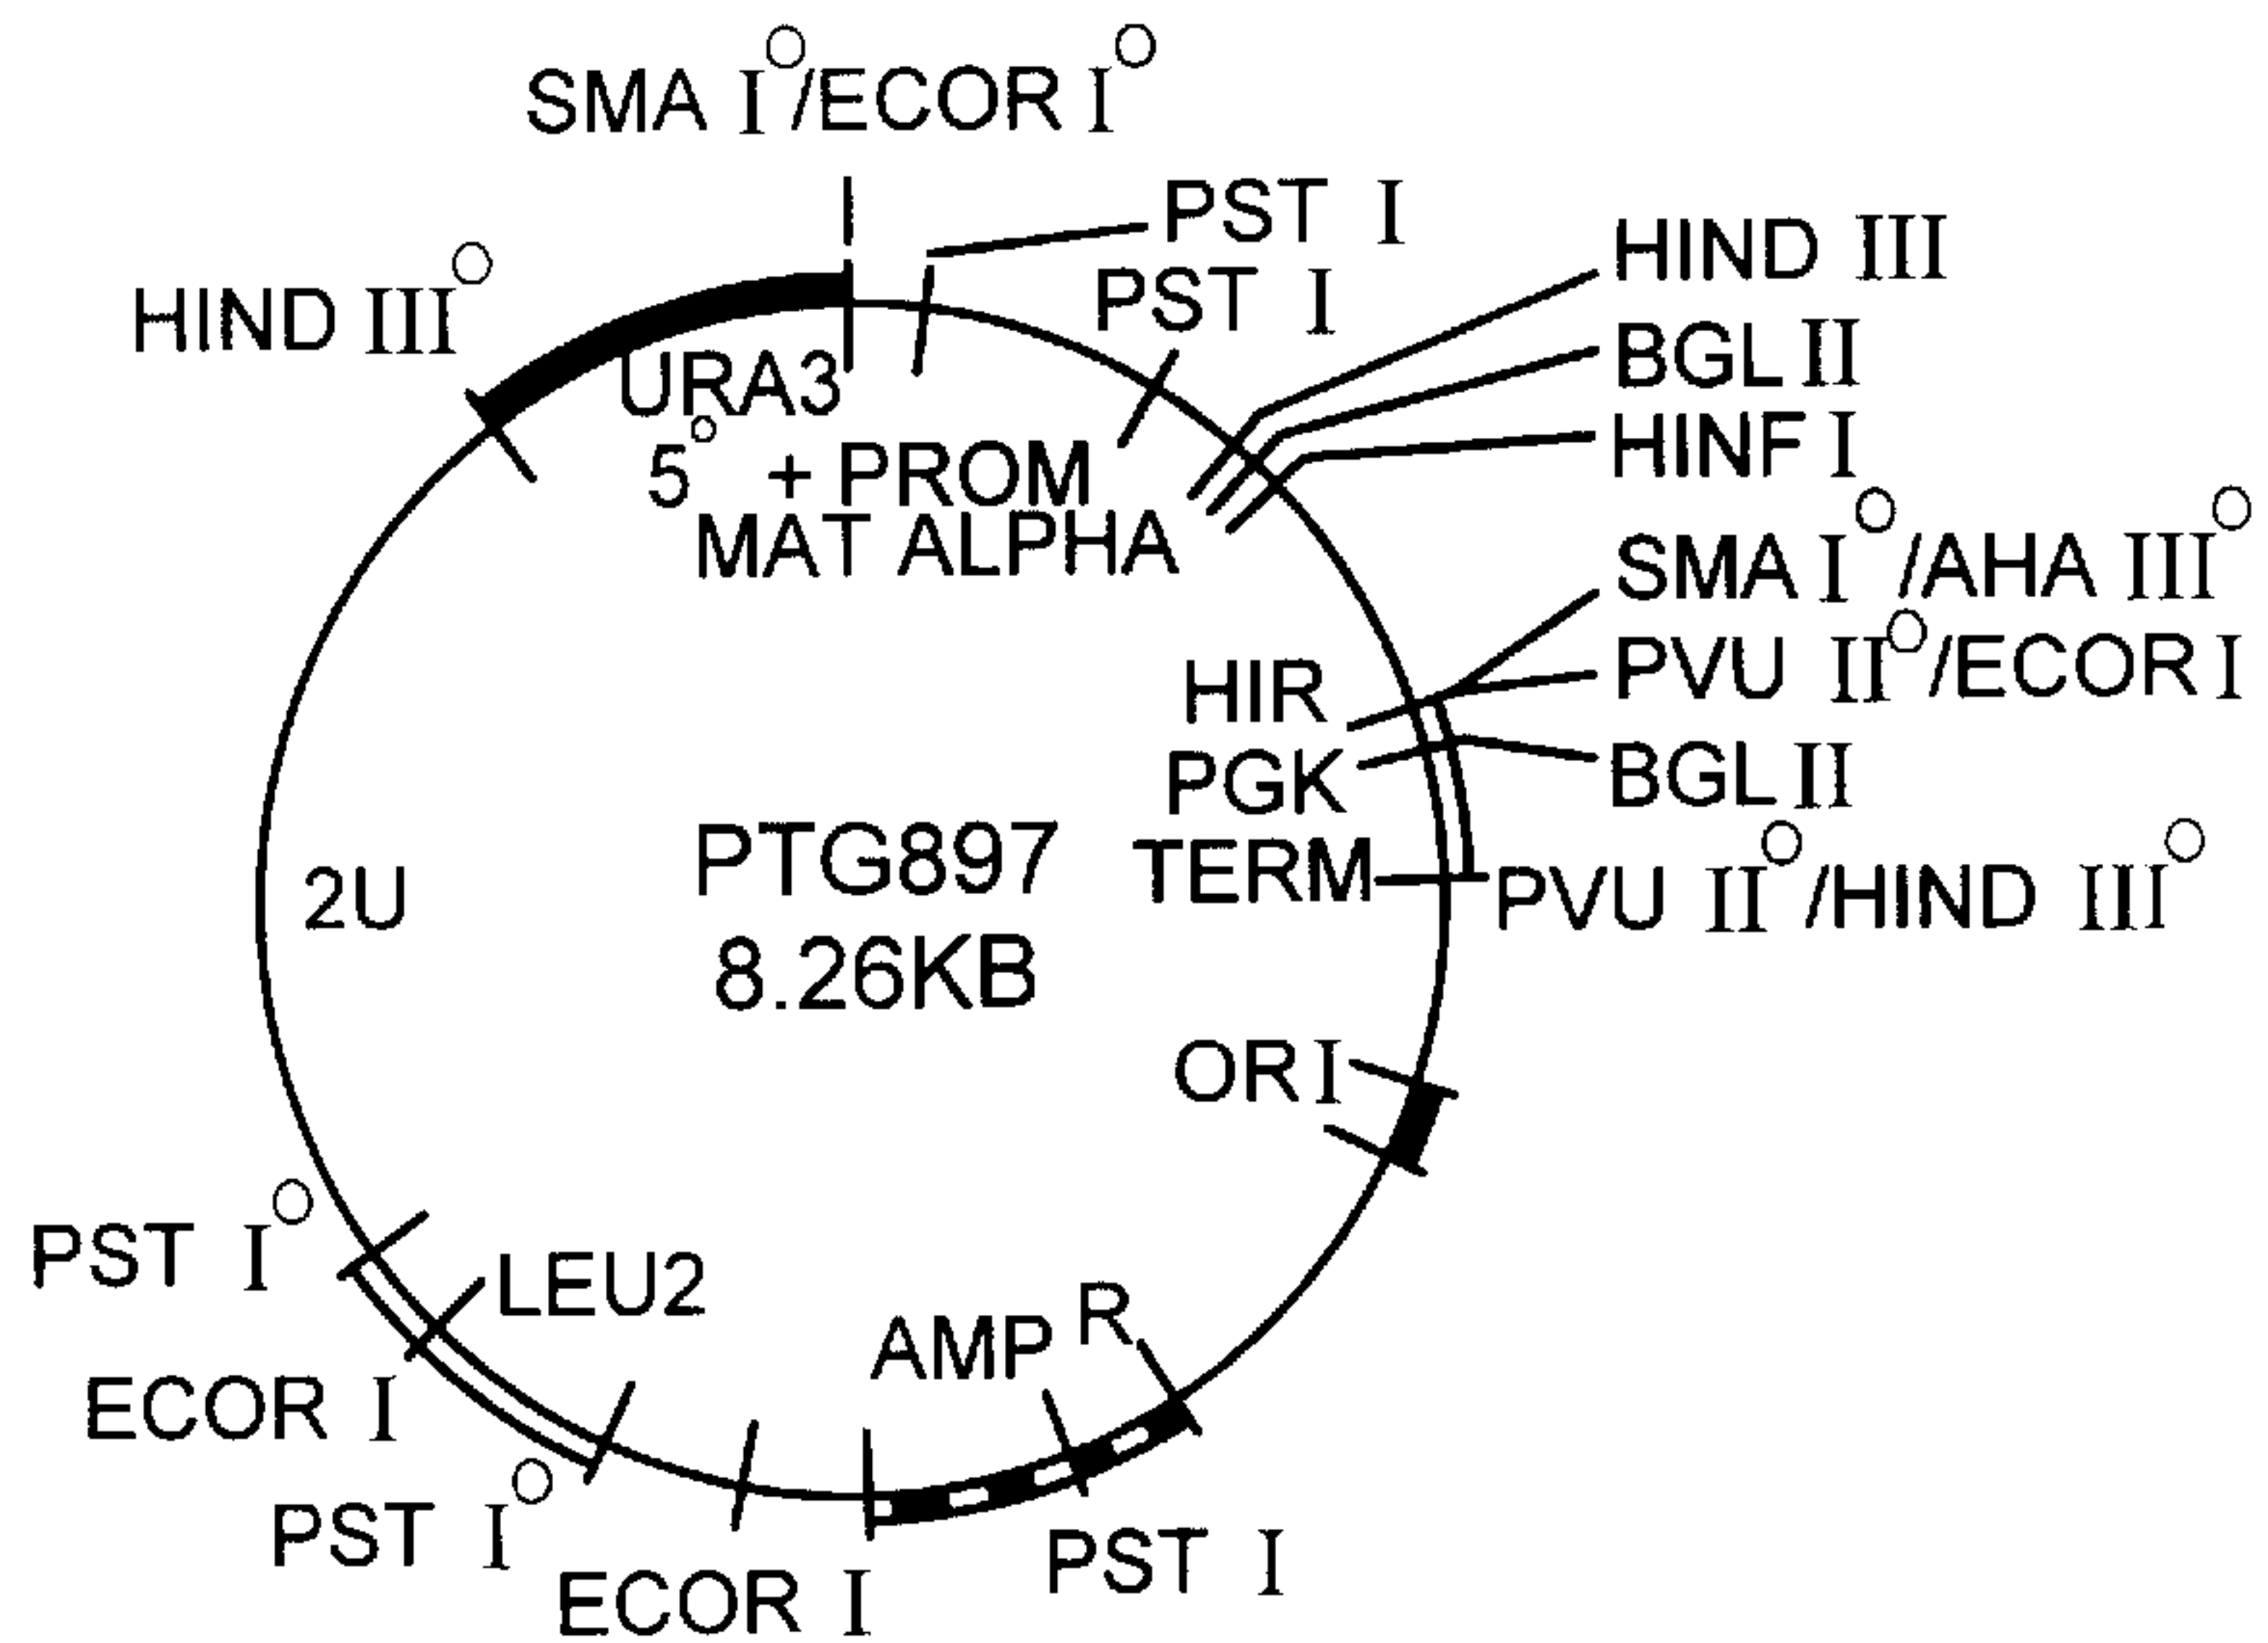 SMA I°/ECOR I°
PST I
PST I
HIND III
BGL II
HINF I
HIND III°
URA3
5° + PROM
MAT ALPHA
SMA I°/AHA III°
PVU II°/ECOR I
HIR
PGK
BGL II
TERM
PVU II°/HIND III°
PTG897
8.26KB
2U
ORI
PST I°
LEU2
AMP R
ECOR I
PST I°
PST I
ECOR I